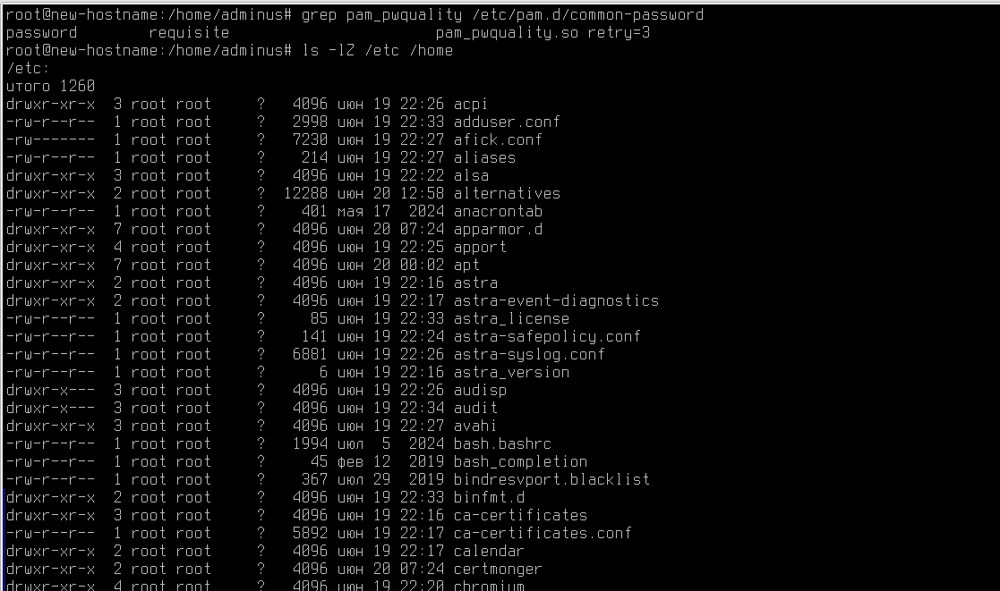 root@new-hostname:/home/adminus# grep pam_pwquality /etc/pam.d/common-password
password        requisite                       pam_pwquality.so retry=3
root@new-hostname:/home/adminus# ls -lZ /etc /home
/etc:
итого 1260
drwxr-xr-x  3 root root     ?   4096 июн 19 22:26 acpi
-rw-r--r--  1 root root     ?   2998 июн 19 22:33 adduser.conf
-rw-------  1 root root     ?   7230 июн 19 22:27 afick.conf
-rw-r--r--  1 root root     ?    214 июн 19 22:27 aliases
drwxr-xr-x  3 root root     ?   4096 июн 19 22:22 alsa
drwxr-xr-x  2 root root     ?  12288 июн 20 12:58 alternatives
-rw-r--r--  1 root root     ?    401 мая 17  2024 anacrontab
drwxr-xr-x  7 root root     ?   4096 июн 20 07:24 apparmor.d
drwxr-xr-x  4 root root     ?   4096 июн 19 22:25 apport
drwxr-xr-x  7 root root     ?   4096 июн 20 00:02 apt
drwxr-xr-x  2 root root     ?   4096 июн 19 22:16 astra
drwxr-xr-x  2 root root     ?   4096 июн 19 22:17 astra-event-diagnostics
-rw-r--r--  1 root root     ?     85 июн 19 22:33 astra_license
-rw-r--r--  1 root root     ?    141 июн 19 22:24 astra-safepolicy.conf
-rw-r--r--  1 root root     ?   6881 июн 19 22:26 astra-syslog.conf
-rw-r--r--  1 root root     ?      6 июн 19 22:16 astra_version
drwxr-x---  3 root root     ?   4096 июн 19 22:26 audisp
drwxr-x---  3 root root     ?   4096 июн 19 22:34 audit
drwxr-xr-x  3 root root     ?   4096 июн 19 22:27 avahi
-rw-r--r--  1 root root     ?   1994 июл  5  2024 bash.bashrc
-rw-r--r--  1 root root     ?     45 фев 12  2019 bash_completion
-rw-r--r--  1 root root     ?    367 июл 29  2019 bindresvport.blacklist
drwxr-xr-x  2 root root     ?   4096 июн 19 22:33 binfmt.d
drwxr-xr-x  3 root root     ?   4096 июн 19 22:16 ca-certificates
-rw-r--r--  1 root root     ?   5892 июн 19 22:17 ca-certificates.conf
drwxr-xr-x  2 root root     ?   4096 июн 19 22:17 calendar
drwxr-xr-x  2 root root     ?   4096 июн 20 07:24 certmonger
drwxr-xr-x  4 root root     ?   4096 июн 19 22:20 chromium